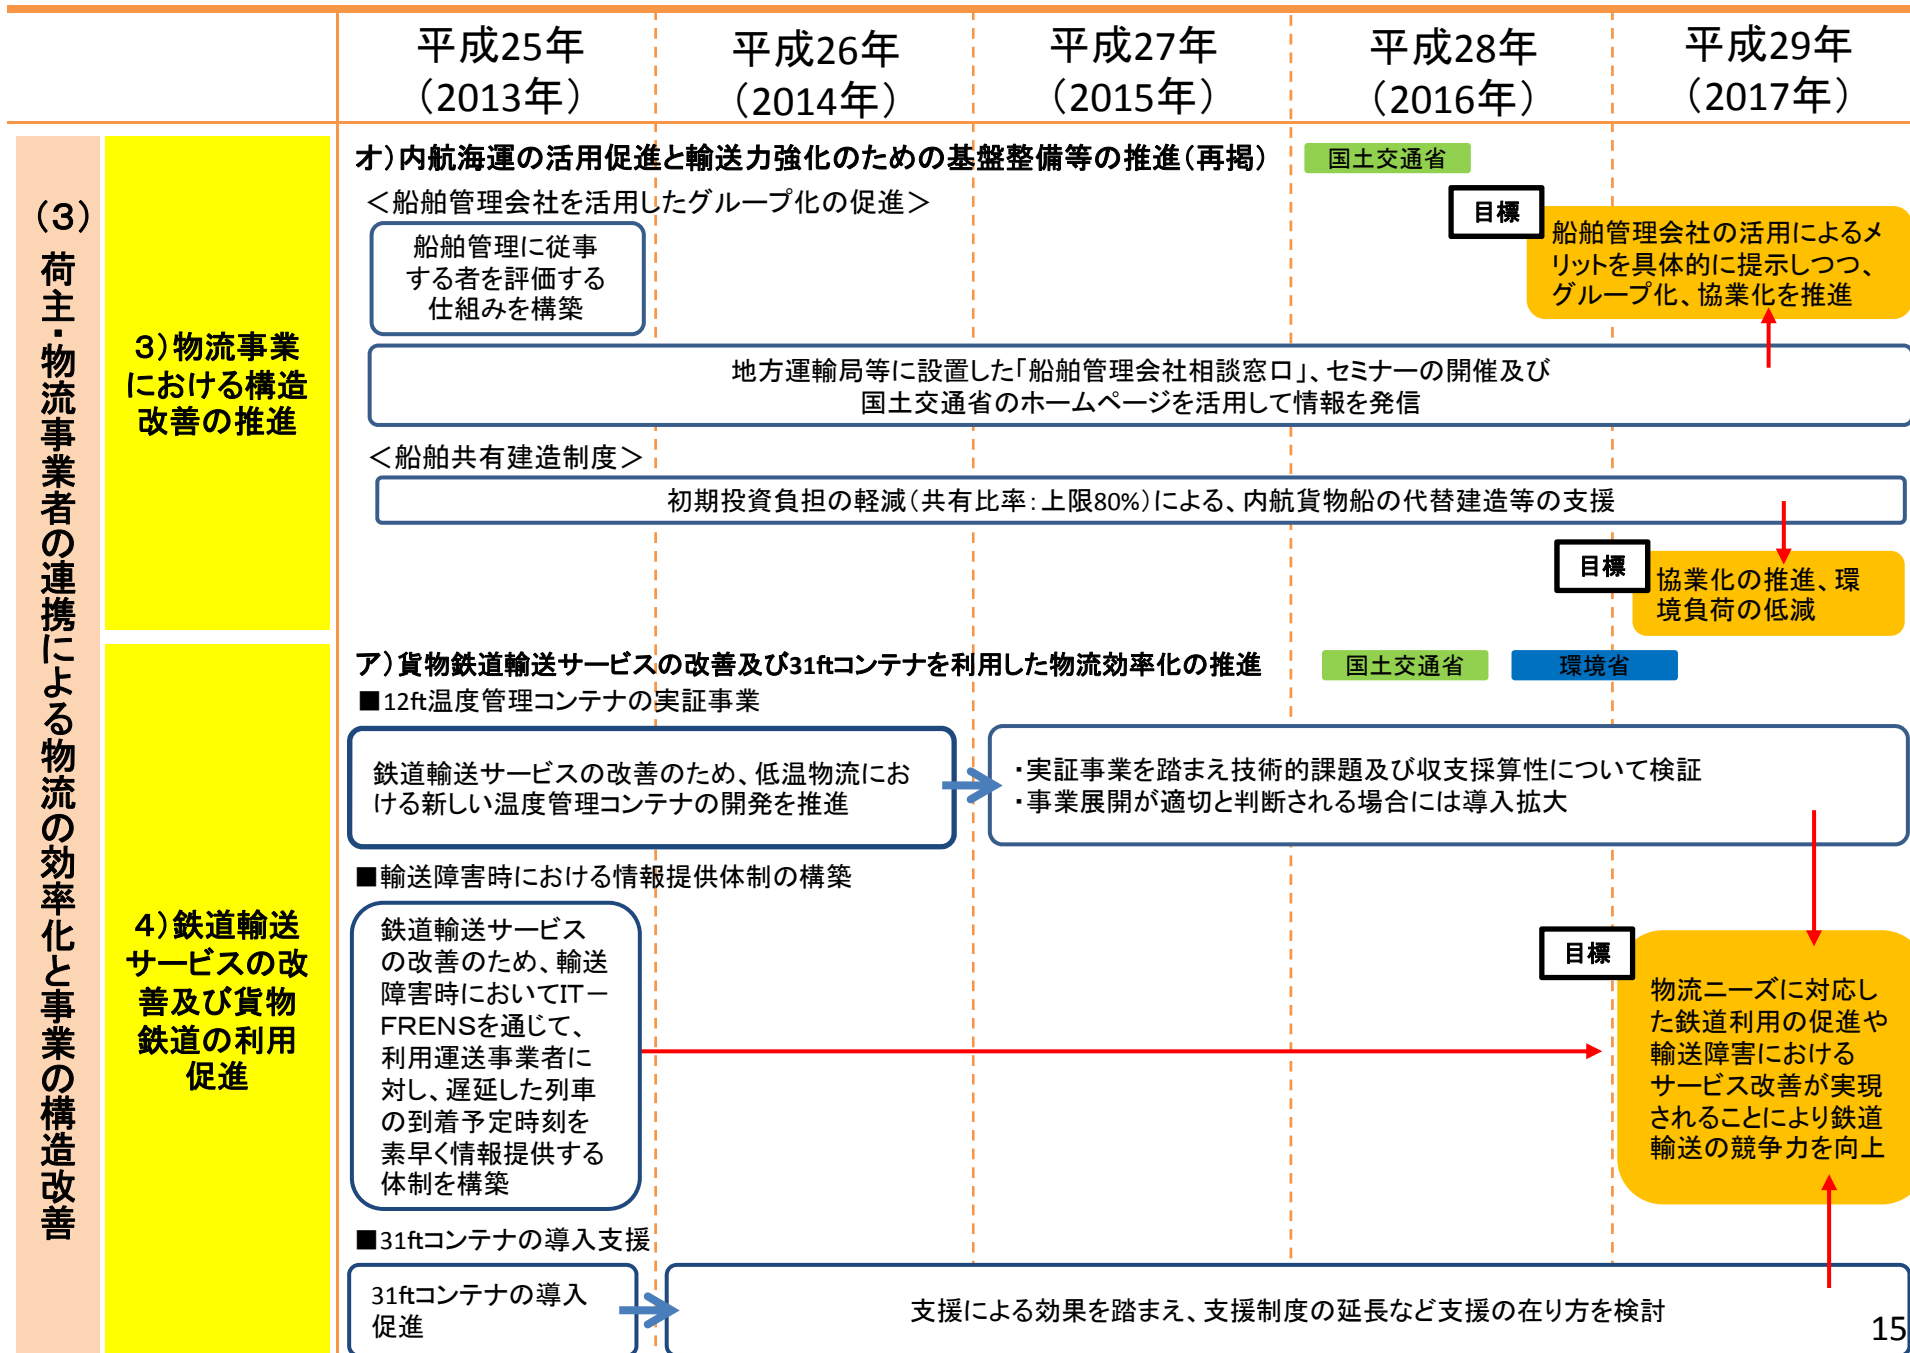 平成25年
（2013年）
平成26年
（2014年）
平成27年
（2015年）
平成28年
（2016年）
平成29年
（2017年）
（3）荷主・物流事業者の連携による物流の効率化と事業の構造改善
3）物流事業
における構造
改善の推進
オ）内航海運の活用促進と輸送力強化のための基盤整備等の推進（再掲）
国土交通省
＜船舶管理会社を活用したグループ化の促進＞
船舶管理に従事
する者を評価する
仕組みを構築
目標
船舶管理会社の活用によるメ
リットを具体的に提示しつつ、
グループ化、協業化を推進
地方運輸局等に設置した「船舶管理会社相談窓口」、セミナーの開催及び
国土交通省のホームページを活用して情報を発信
＜船舶共有建造制度＞
初期投資負担の軽減（共有比率：上限80%）による、内航貨物船の代替建造等の支援
目標
協業化の推進、環
境負荷の低減
4）鉄道輸送
サービスの改
善及び貨物
鉄道の利用
促進
ア）貨物鉄道輸送サービスの改善及び31ftコンテナを利用した物流効率化の推進
国土交通省
環境省
■12ft温度管理コンテナの実証事業
鉄道輸送サービスの改善のため、低温物流にお
ける新しい温度管理コンテナの開発を推進
・実証事業を踏まえ技術的課題及び収支採算性について検証
・事業展開が適切と判断される場合には導入拡大
■輸送障害時における情報提供体制の構築
鉄道輸送サービス
の改善のため、輸送
障害時においてIT－
FRENSを通じて、
利用運送事業者に
対し、遅延した列車
の到着予定時刻を
素早く情報提供する
体制を構築
目標
物流ニーズに対応し
た鉄道利用の促進や
輸送障害における
サービス改善が実現
されることにより鉄道
輸送の競争力を向上
■31ftコンテナの導入支援
31ftコンテナの導入
促進
支援による効果を踏まえ、支援制度の延長など支援の在り方を検討
15